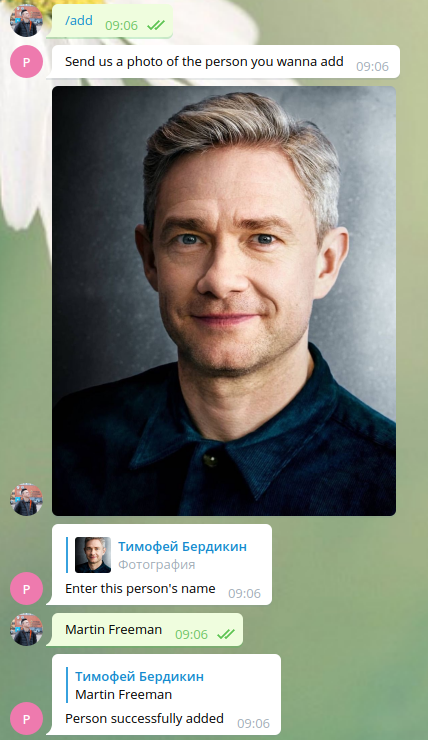 /add 09:06
P Send us a photo of the person you wanna add 09:06
Тимофей Бердикин
Фотография
P Enter this person's name 09:06
Martin Freeman 09:06
Тимофей Бердикин
Martin Freeman
P Person successfully added 09:06